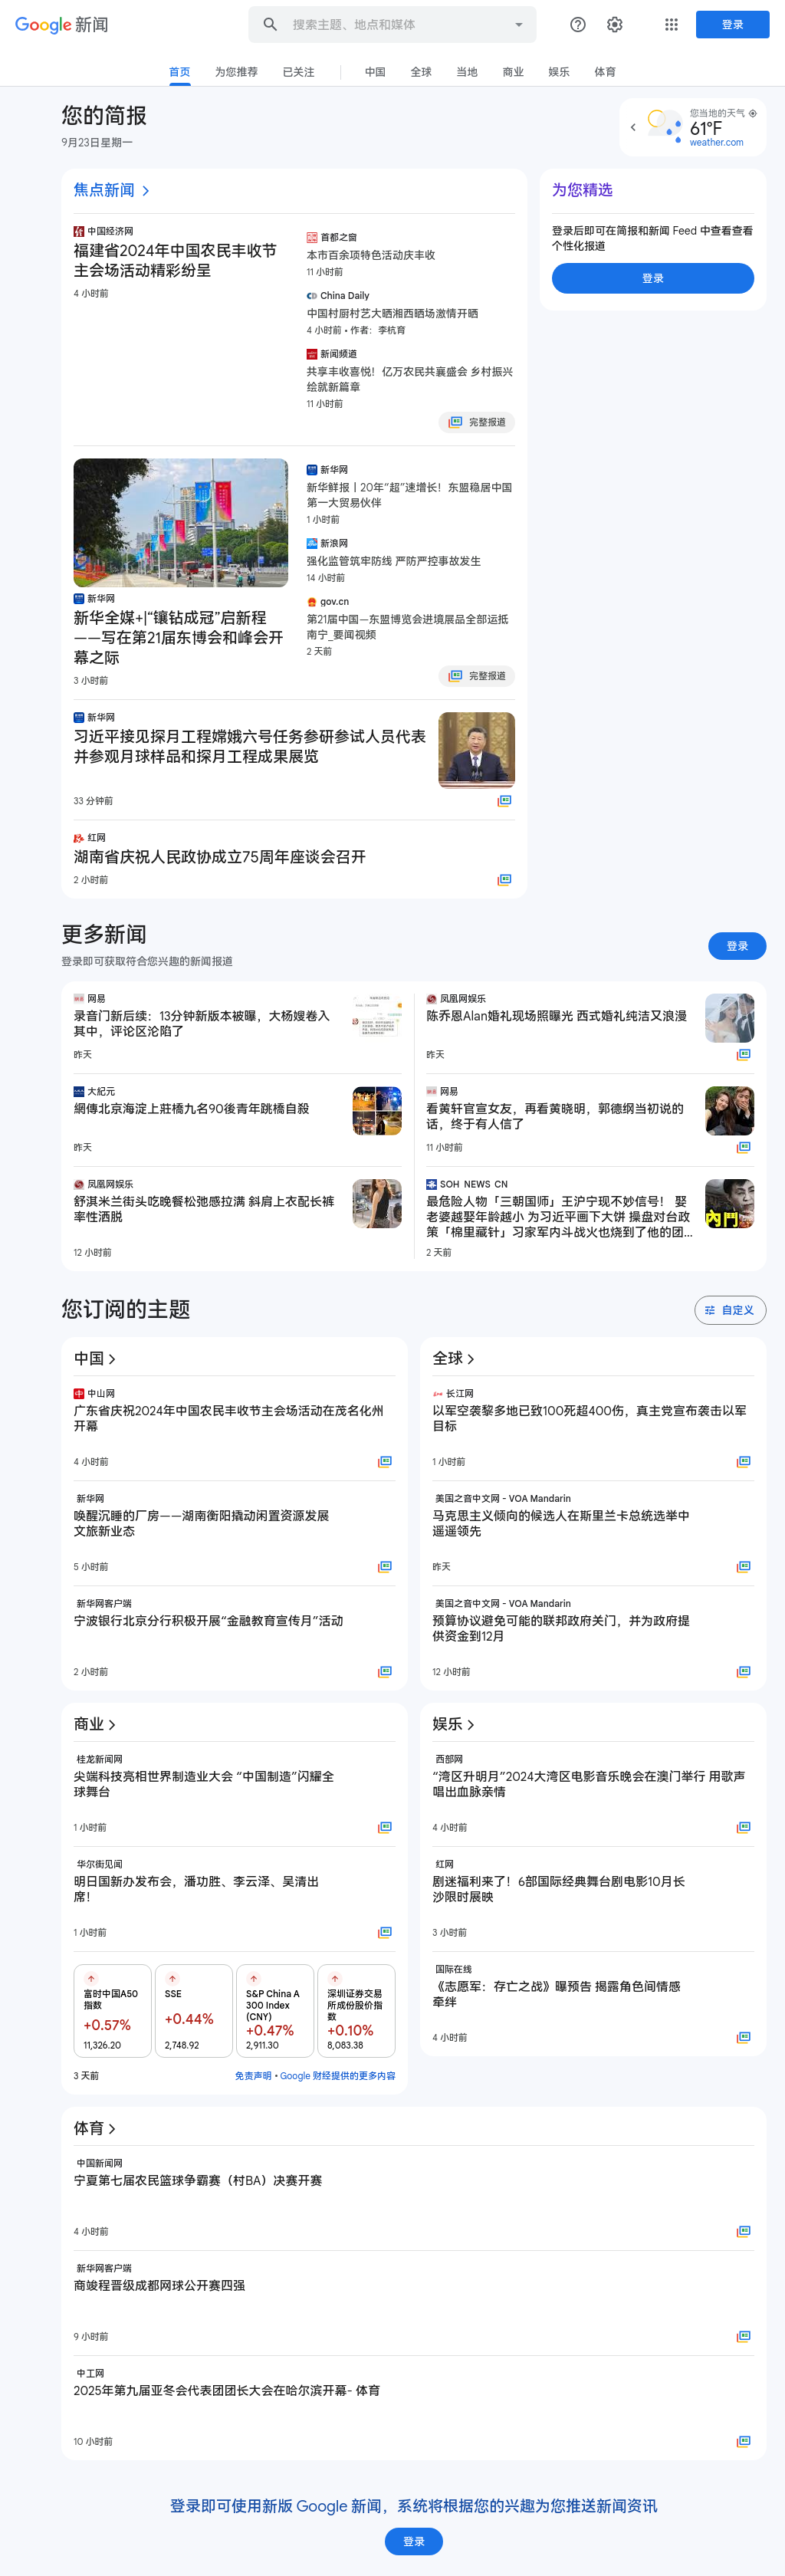 Google 新闻
搜索主题、地点和媒体
登录
首页
为您推荐
已关注
中国
全球
当地
商业
娱乐
体育
您的简报
9月23日星期一
您当地的天气
61°F
weather.com
焦点新闻
中国经济网
福建省2024年中国农民丰收节
主会场活动精彩纷呈
4 小时前
首都之窗
本市百余项特色活动庆丰收
11 小时前
China Daily
中国村厨村艺大晒湘西晒场激情开晒
4 小时前 • 作者：李杭育
新闻频道
共享丰收喜悦！亿万农民共襄盛会 乡村振兴
绘就新篇章
11 小时前
完整报道
为您精选
登录后即可在简报和新闻 Feed 中查看查看
个性化报道
登录
新华网
新华全媒+|“镶钻成冠”启新程
——写在第21届东博会和峰会开
幕之际
3 小时前
新华网
新华鲜报丨20年“超”速增长！东盟稳居中国
第一大贸易伙伴
1 小时前
新浪网
强化监管筑牢防线 严防严控事故发生
14 小时前
gov.cn
第21届中国—东盟博览会进境展品全部运抵
南宁_要闻视频
2 天前
完整报道
新华网
习近平接见探月工程嫦娥六号任务参研参试人员代表
并参观月球样品和探月工程成果展览
33 分钟前
红网
湖南省庆祝人民政协成立75周年座谈会召开
2 小时前
更多新闻
登录即可获取符合您兴趣的新闻报道
登录
网易
录音门新后续：13分钟新版本被曝，大杨嫂卷入
其中，评论区沦陷了
昨天
大紀元
網傳北京海淀上莊橋九名90後青年跳橋自殺
昨天
凤凰网娱乐
舒淇米兰街头吃晚餐松弛感拉满 斜肩上衣配长裤
率性洒脱
12 小时前
凤凰网娱乐
陈乔恩Alan婚礼现场照曝光 西式婚礼纯洁又浪漫
昨天
网易
看黄轩官宣女友，再看黄晓明，郭德纲当初说的
话，终于有人信了
11 小时前
SOH NEWS CN
最危险人物「三朝国师」王沪宁现不妙信号！ 娶
老婆越娶年龄越小 为习近平画下大饼 操盘对台政
策「棉里藏针」习家军内斗战火也烧到了他的团...
2 天前
內鬥
您订阅的主题
自定义
中国
中山网
广东省庆祝2024年中国农民丰收节主会场活动在茂名化州
开幕
4 小时前
新华网
唤醒沉睡的厂房——湖南衡阳撬动闲置资源发展
文旅新业态
5 小时前
新华网客户端
宁波银行北京分行积极开展“金融教育宣传月”活动
2 小时前
全球
长江网
以军空袭黎多地已致100死超400伤，真主党宣布袭击以军
目标
1 小时前
美国之音中文网 - VOA Mandarin
马克思主义倾向的候选人在斯里兰卡总统选举中
遥遥领先
昨天
美国之音中文网 - VOA Mandarin
预算协议避免可能的联邦政府关门，并为政府提
供资金到12月
12 小时前
商业
桂龙新闻网
尖端科技亮相世界制造业大会 “中国制造”闪耀全
球舞台
1 小时前
华尔街见闻
明日国新办发布会，潘功胜、李云泽、吴清出
席！
1 小时前
富时中国A50
指数
+0.57%
11,326.20
SSE
+0.44%
2,748.92
S&P China A
300 Index
(CNY)
+0.47%
2,911.30
深圳证券交易
所成份股价指
数
+0.10%
8,083.38
3 天前
免责声明 • Google 财经提供的更多内容
娱乐
西部网
“湾区升明月”2024大湾区电影音乐晚会在澳门举行 用歌声
唱出血脉亲情
4 小时前
红网
剧迷福利来了！6部国际经典舞台剧电影10月长
沙限时展映
3 小时前
国际在线
《志愿军：存亡之战》曝预告 揭露角色间情感
牵绊
4 小时前
体育
中国新闻网
宁夏第七届农民篮球争霸赛（村BA）决赛开赛
4 小时前
新华网客户端
商竣程晋级成都网球公开赛四强
9 小时前
中工网
2025年第九届亚冬会代表团团长大会在哈尔滨开幕- 体育
10 小时前
登录即可使用新版 Google 新闻，系统将根据您的兴趣为您推送新闻资讯
登录